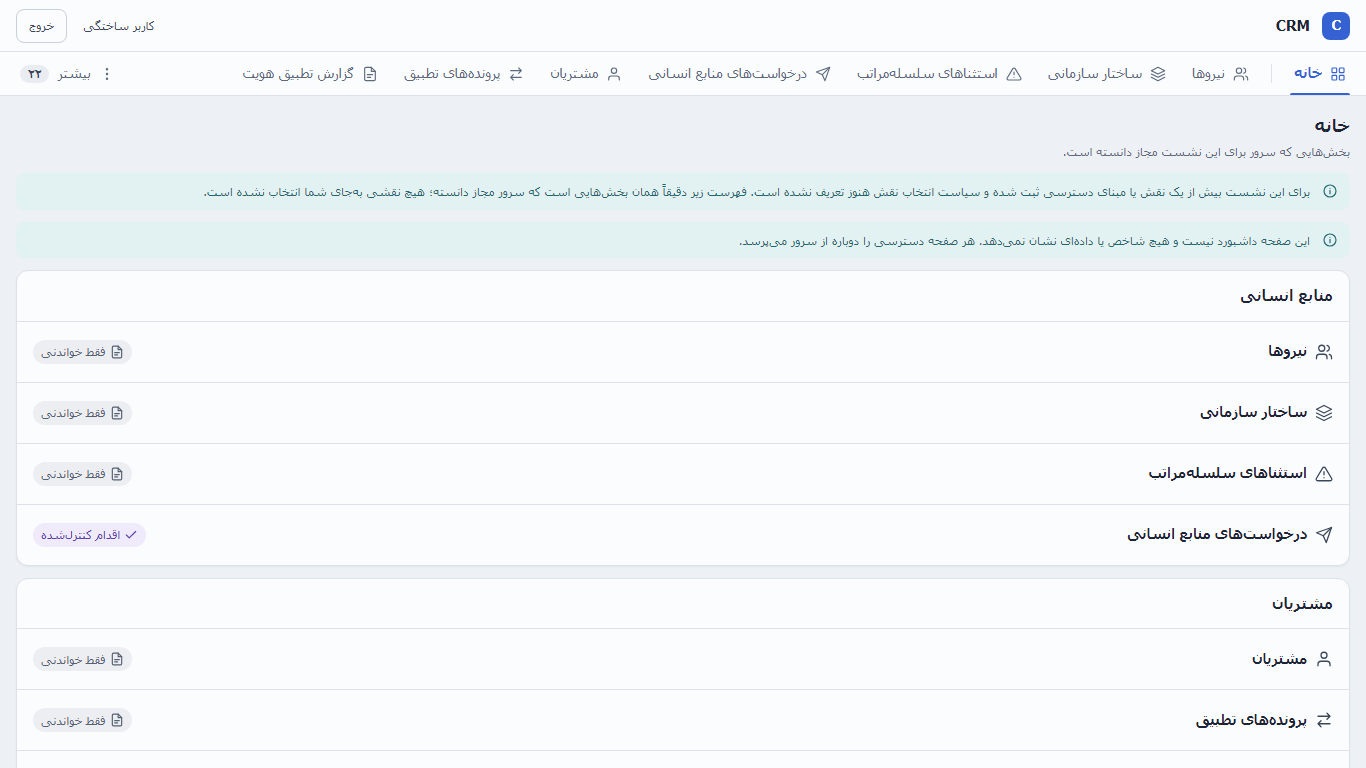 C CRM
کاربر ساختگی
خروج
خانه
نیروها
ساختار سازمانی
استثناهای سلسله‌مراتب
درخواست‌های منابع انسانی
مشتریان
پرونده‌های تطبیق
گزارش تطبیق هویت
بیشتر ۲۲
خانه
بخش‌هایی که سرور برای این نشست مجاز دانسته است.
برای این نشست بیش از یک نقش یا مبنای دسترسی ثبت شده و سیاست انتخاب نقش هنوز تعریف نشده است. فهرست زیر دقیقاً همان بخش‌هایی است که سرور مجاز دانسته؛ هیچ نقشی به‌جای شما انتخاب نشده است.
این صفحه داشبورد نیست و هیچ شاخص یا داده‌ای نشان نمی‌دهد. هر صفحه دسترسی را دوباره از سرور می‌پرسد.
منابع انسانی
نیروها
فقط خواندنی
ساختار سازمانی
فقط خواندنی
استثناهای سلسله‌مراتب
فقط خواندنی
درخواست‌های منابع انسانی
اقدام کنترل‌شده
مشتریان
مشتریان
فقط خواندنی
پرونده‌های تطبیق
فقط خواندنی